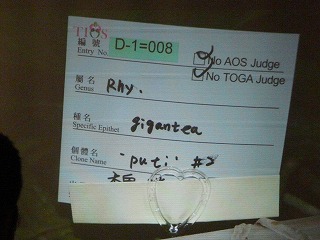 TIOS
編號 D-1=008
Entry No.
No AOS Judge
No TOGA Judge
屬名 Rhy.
Genus
種名 gigantea
Specific Epithet
個體名 'puti' #2
Clone Name